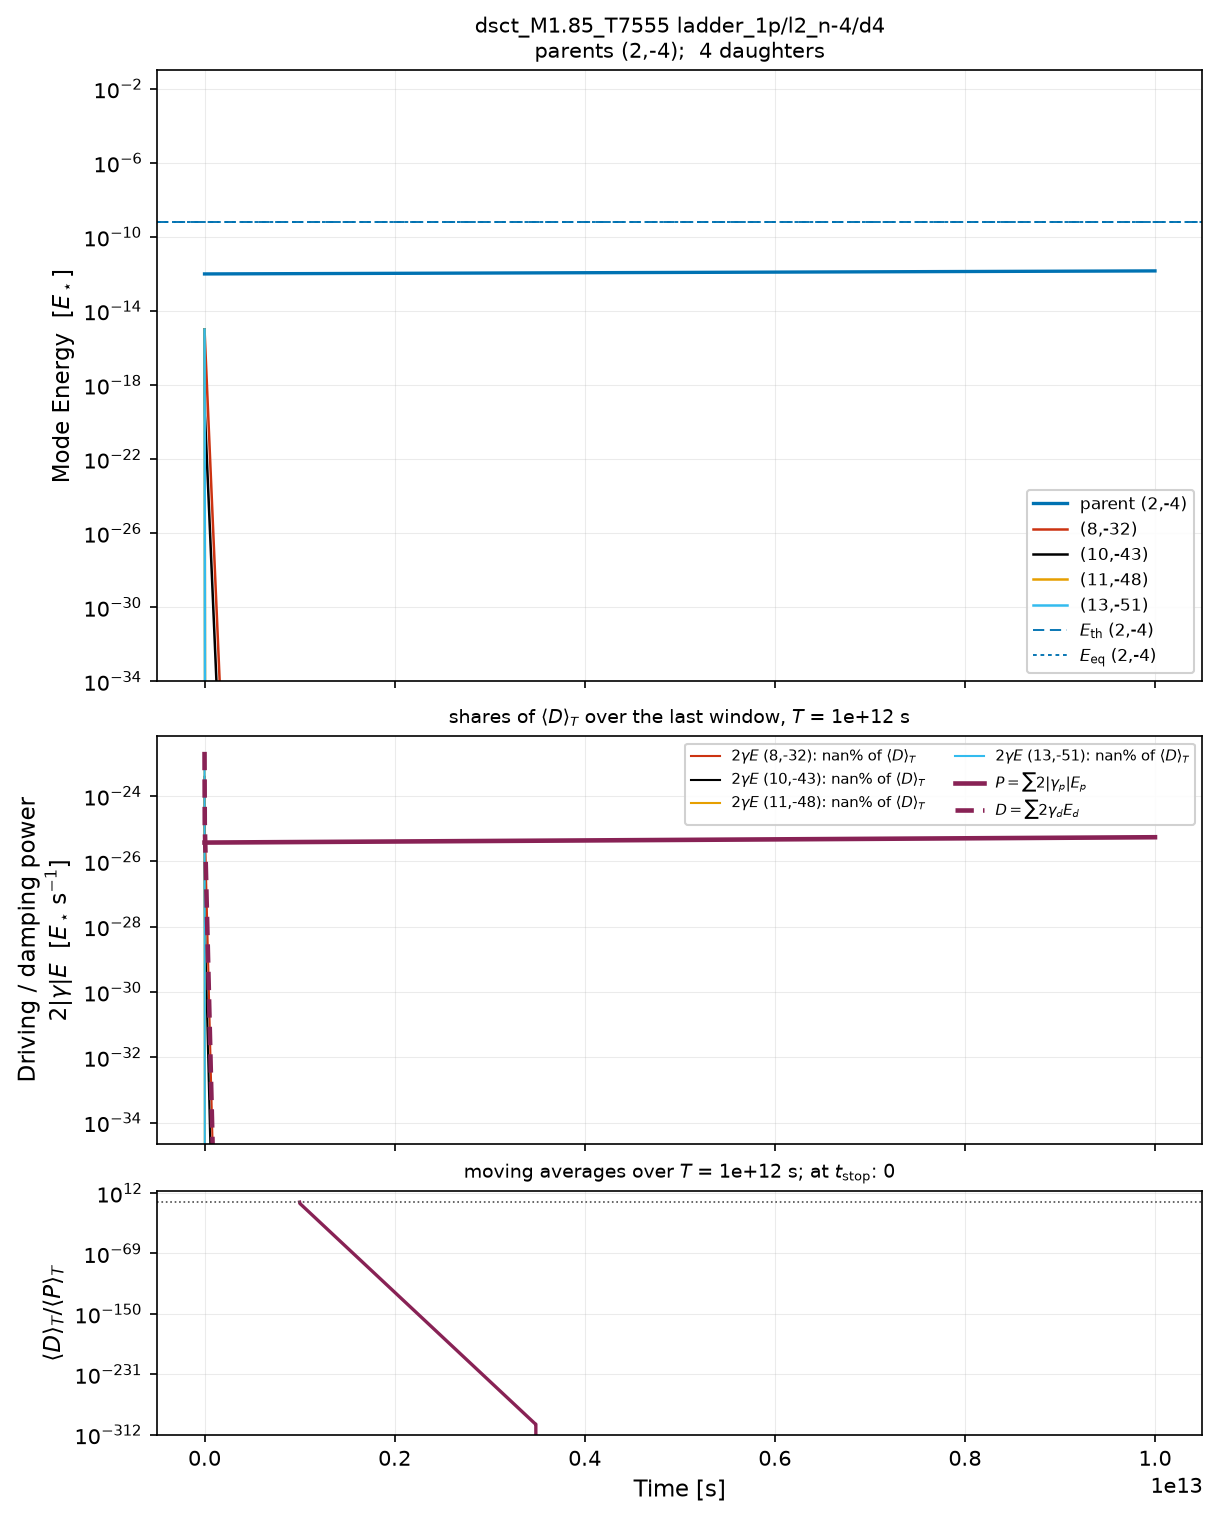 dsct_M1.85_T7555 ladder_1p/l2_n-4/d4
parents (2,-4);  4 daughters
10⁻²
10⁻⁶
10⁻¹⁰
10⁻¹⁴
10⁻¹⁸
10⁻²²
10⁻²⁶
10⁻³⁰
10⁻³⁴
Mode Energy [E⋆]
parent (2,-4)
(8,-32)
(10,-43)
(11,-48)
(13,-51)
E_th (2,-4)
E_eq (2,-4)
shares of ⟨D⟩_T over the last window, T = 1e+12 s
10⁻²⁴
10⁻²⁶
10⁻²⁸
10⁻³⁰
10⁻³²
10⁻³⁴
Driving / damping power
2|γ|E [E⋆ s⁻¹]
2γE (8,-32): nan% of ⟨D⟩_T
2γE (10,-43): nan% of ⟨D⟩_T
2γE (11,-48): nan% of ⟨D⟩_T
2γE (13,-51): nan% of ⟨D⟩_T
P = ∑2|γ_p|E_p
D = ∑2γ_dE_d
moving averages over T = 1e+12 s; at t_stop: 0
10¹²
10⁻⁶⁹
10⁻¹⁵⁰
10⁻²³¹
10⁻³¹²
⟨D⟩_T/⟨P⟩_T
0.0
0.2
0.4
0.6
0.8
1.0
1e13
Time [s]